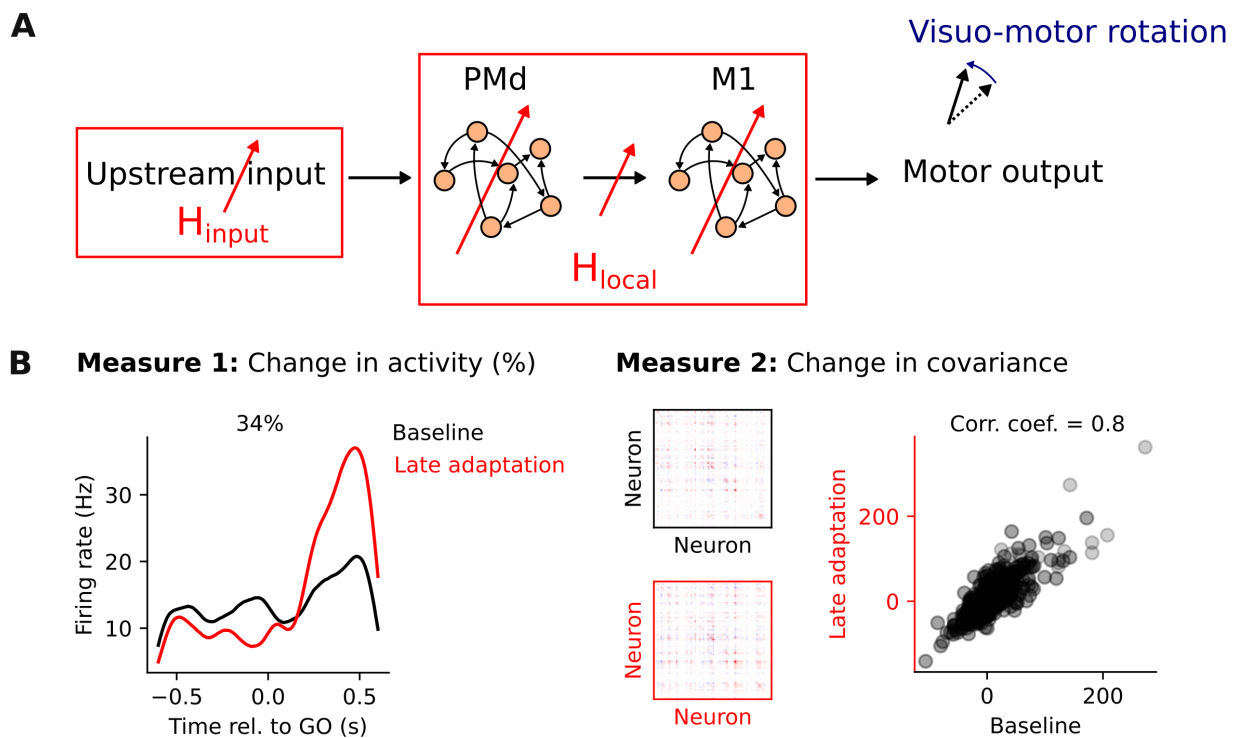 A
Visuo-motor rotation
PMd
M1
Upstream input
H_input
H_local
Motor output
B
Measure 1: Change in activity (%)
Measure 2: Change in covariance
34%
Baseline
Late adaptation
Firing rate (Hz)
30
20
10
−0.5
0.0
0.5
Time rel. to GO (s)
Neuron
Neuron
Neuron
Neuron
Corr. coef. = 0.8
Late adaptation
200
0
0
200
Baseline